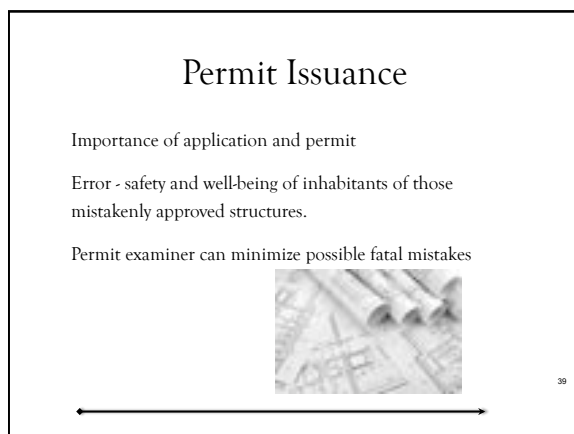 Permit Issuance
Importance of application and permit
Error - safety and well-being of inhabitants of those
mistakenly approved structures.
Permit examiner can minimize possible fatal mistakes
39